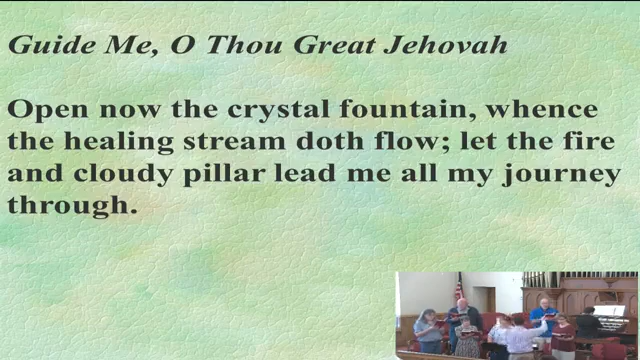 Guide Me, O Thou Great Jehovah
Open now the crystal fountain, whence
the healing stream doth flow; let the fire
and cloudy pillar lead me all my journey
through.